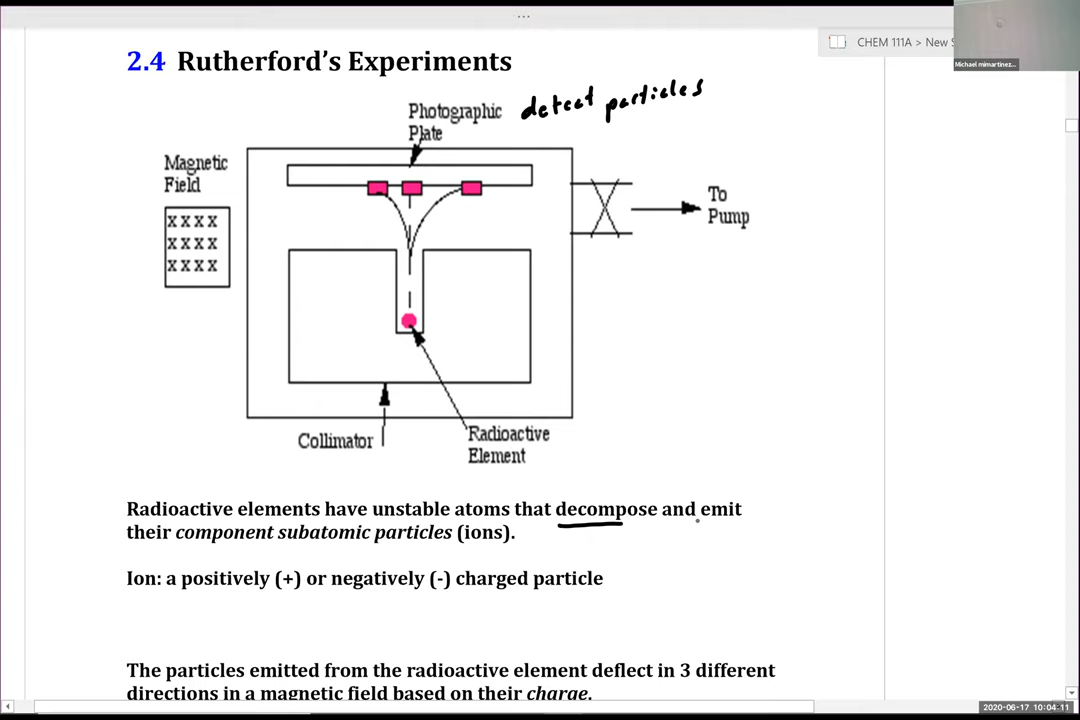 ...
CHEM 111A > New
Michael mimartinez...
2.4 Rutherford's Experiments
Photographic detect particles
Plate
Magnetic
Field
XXXX
XXXX
XXXX
To
Pump
Collimator
Radioactive
Element
Radioactive elements have unstable atoms that decompose and emit
their component subatomic particles (ions).
Ion: a positively (+) or negatively (-) charged particle
The particles emitted from the radioactive element deflect in 3 different
directions in a magnetic field based on their charge.
2020-06-17 10:04:11